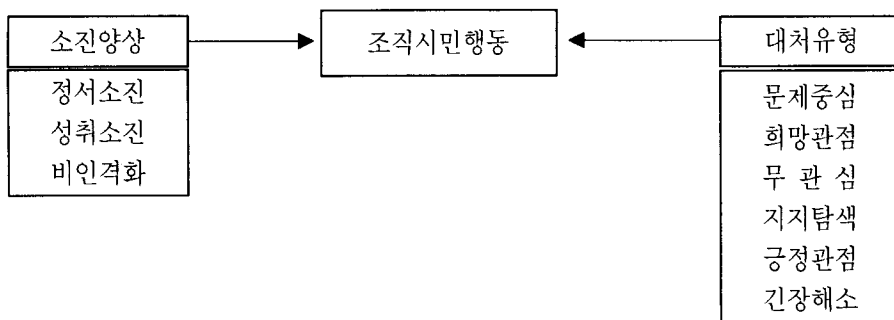 소진양상
정서소진
성취소진
비인격화
조직시민행동
대처유형
문제중심
희망관점
무 관 심
지지탐색
긍정관점
긴장해소